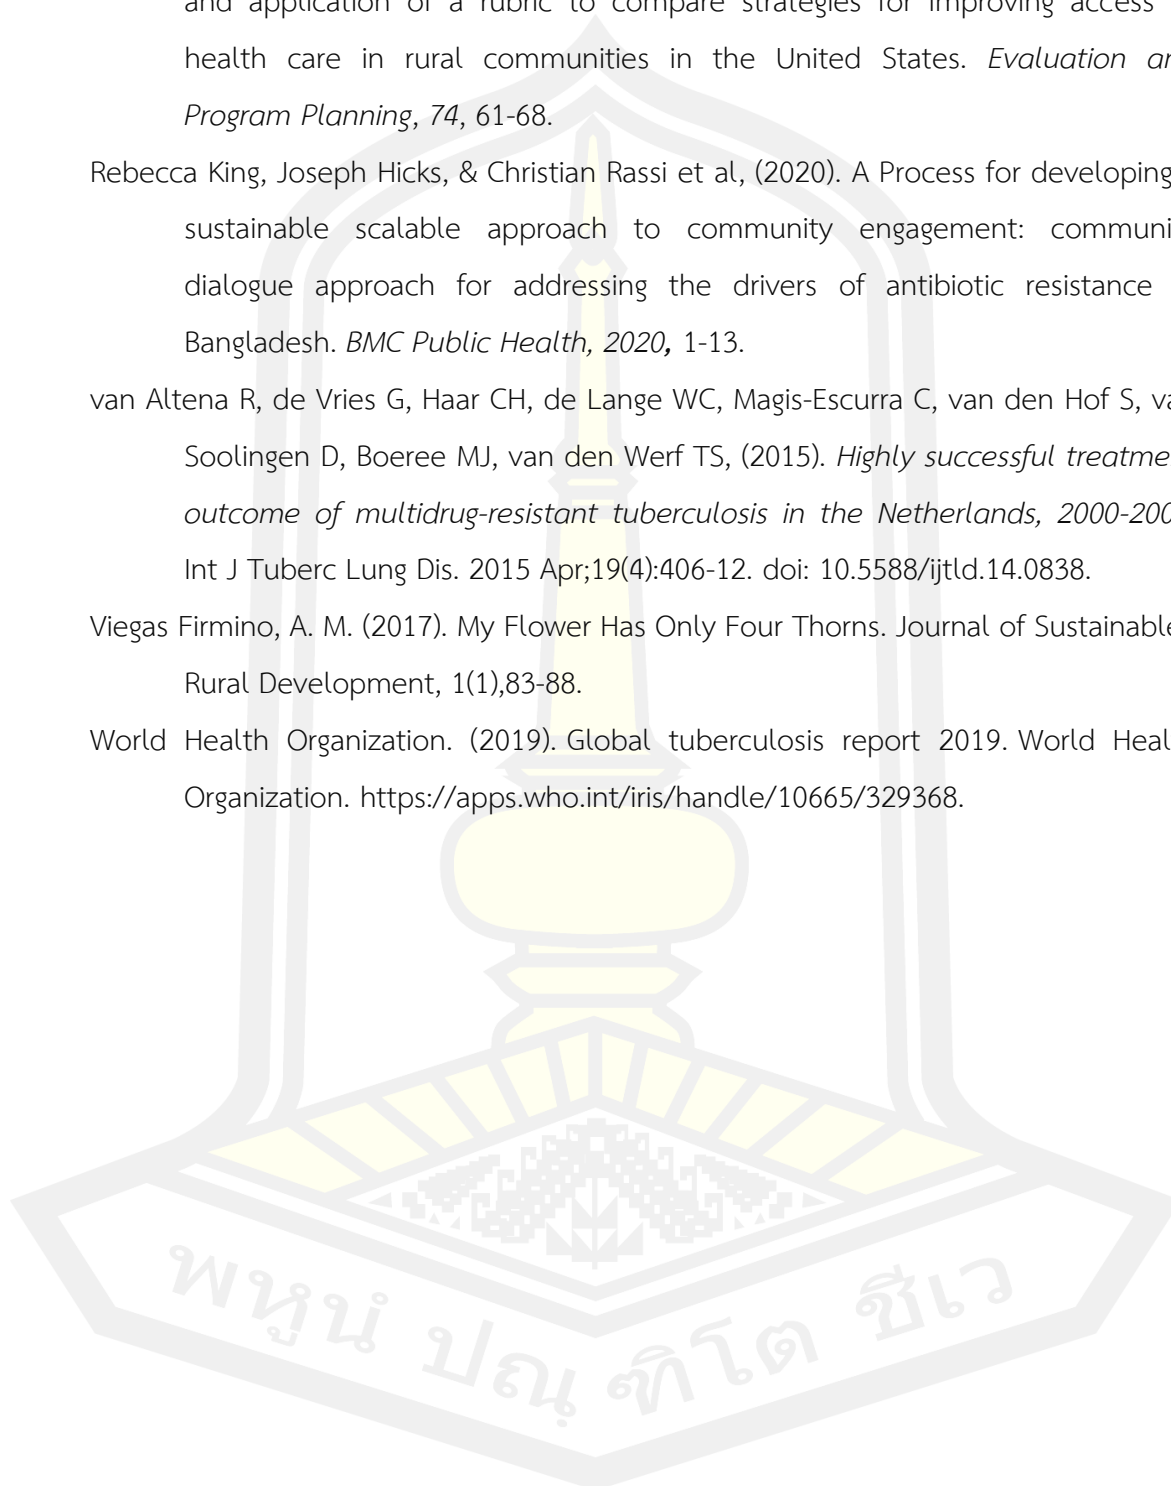 and application of a rubric to compare strategies for improving access
health care in rural communities in the United States. Evaluation
Program Planning, 74, 61-68.
Rebecca King, Joseph Hicks, & Christian Rassi et al, (2020). A Process for developing
sustainable scalable approach to community engagement:
dialogue approach for addressing the drivers of antibiotic resistance
Bangladesh. BMC Public Health, 2020, 1-13.
van Altena R, de Vries G, Haar CH, de Lange WC, Magis-Escurra C, van den Hof S,
Soolingen D, Boeree MJ, van den Werf TS, (2015). Highly successful
outcome of multidrug-resistant tuberculosis in the Netherlands,
Int J Tuberc Lung Dis. 2015 Apr;19(4):406-12. doi: 10.5588/ijtld.14.0838.
Viegas Firmino, A. M. (2017). My Flower Has Only Four Thorns. Journal of Sustainable
Rural Development, 1(1),83-88.
World Health Organization. (2019). Global tuberculosis report 2019. World
Organization. https://apps.who.int/iris/handle/10665/329368.
พหูนํ ปณฺฑิโต ชีเว